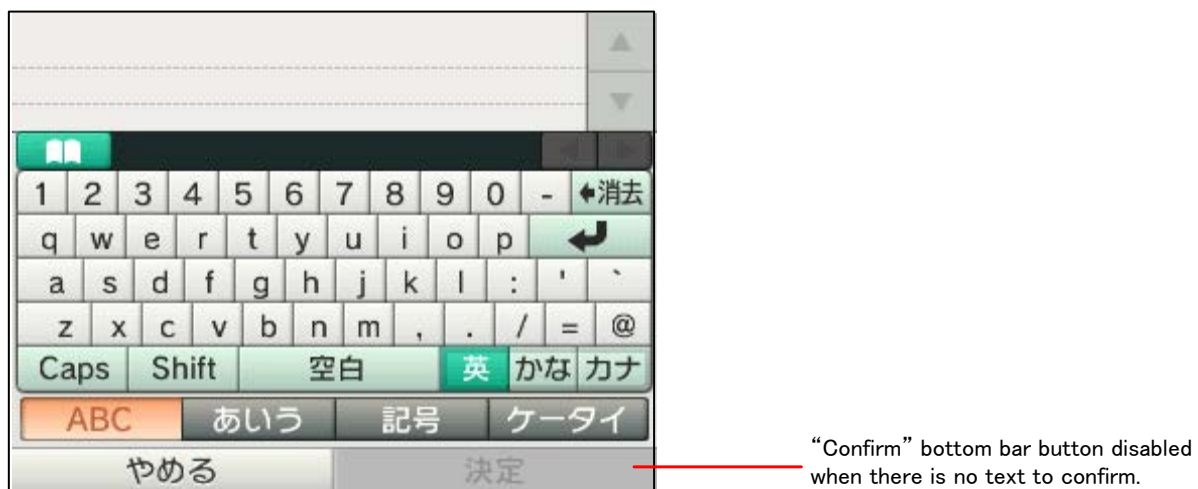 1 2 3 4 5 6 7 8 9 0 - 消去
q w e r t y u i o p
a s d f g h j k l : ' `
z x c v b n m , . / = @
Caps Shift 空白 英 かな カナ
ABC あいう 記号 ケータイ
やめる 決定
“Confirm” bottom bar button disabled
when there is no text to confirm.